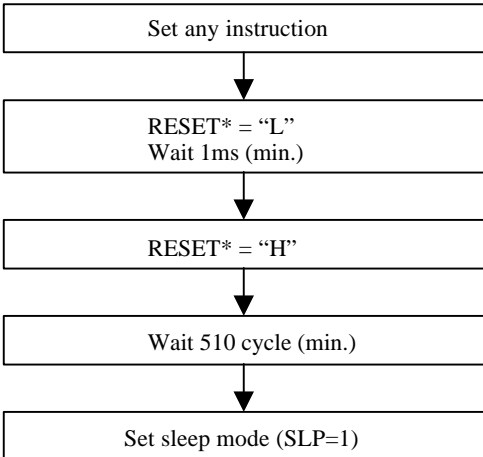 Set any instruction
RESET* = “L”
Wait 1ms (min.)
RESET* = “H”
Wait 510 cycle (min.)
Set sleep mode (SLP=1)